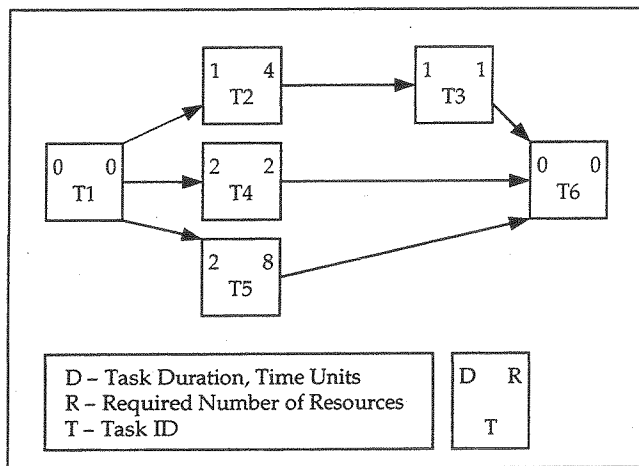 1 4
T2
1 1
T3
0 0
T1
2 2
T4
0 0
T6
2 8
T5
D – Task Duration, Time Units
R – Required Number of Resources
T – Task ID
D R
T